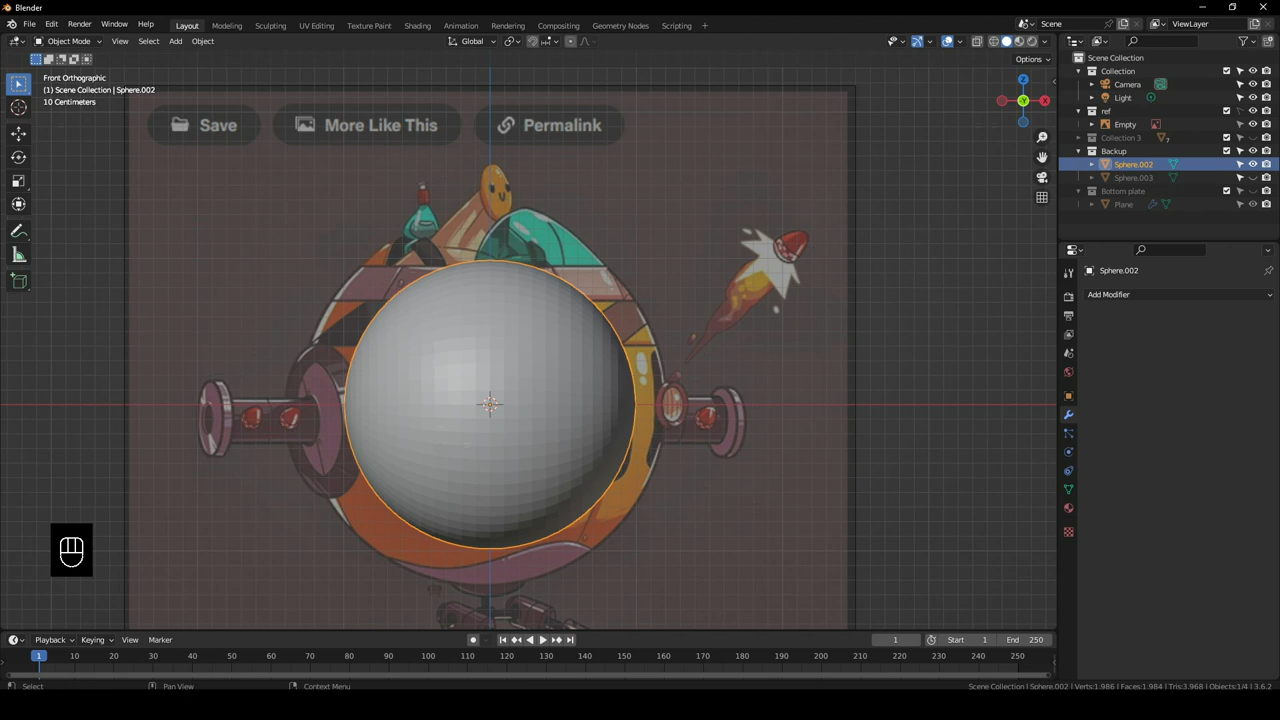 Blender
File Edit Render Window Help Layout Modeling Sculpting UV Editing Texture Paint Shading Animation Rendering Compositing Geometry Nodes Scripting + Scene ViewLayer
Object Mode View Select Add Object Global
Options
Front Orthographic
(1) Scene Collection | Sphere.002
10 Centimeters
Z
Y
X
Save More Like This Permalink
Scene Collection
Collection
Camera
Light
ref
Empty
Collection 3 7
Backup
Sphere.002
Sphere.003
Bottom plate
Plane
Sphere.002
Add Modifier
Playback Keying View Marker 1 Start 1 End 250
1 10 20 30 40 50 60 70 80 90 100 110 120 130 140 150 160 170 180 190 200 210 220 230 240 250
Select Pan View Context Menu Scene Collection | Sphere.002 | Verts:1,986 | Faces:1,984 | Tris:3,968 | Objects:1/4 | 3.6.2